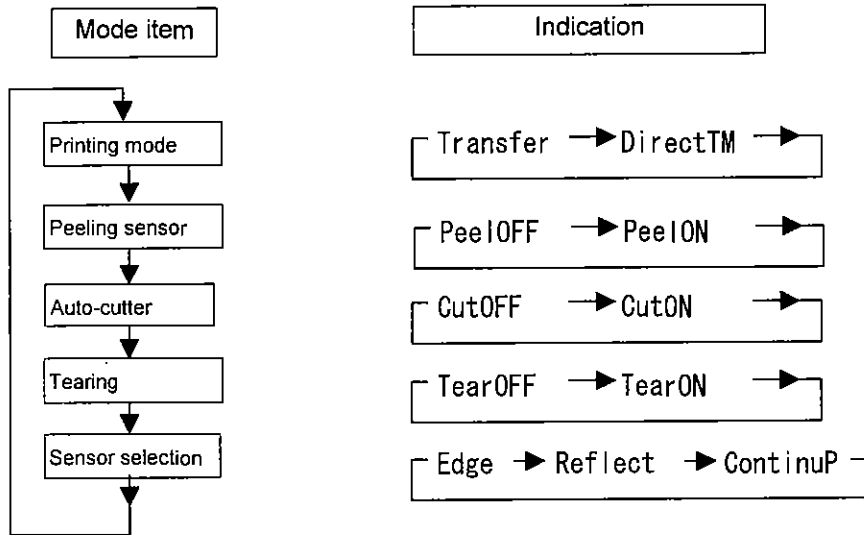 Mode item Indication
Printing mode Transfer DirectTM
Peeling sensor PeelOFF PeelON
Auto-cutter CutOFF CutON
Tearing TearOFF TearON
Sensor selection Edge Reflect ContinuP